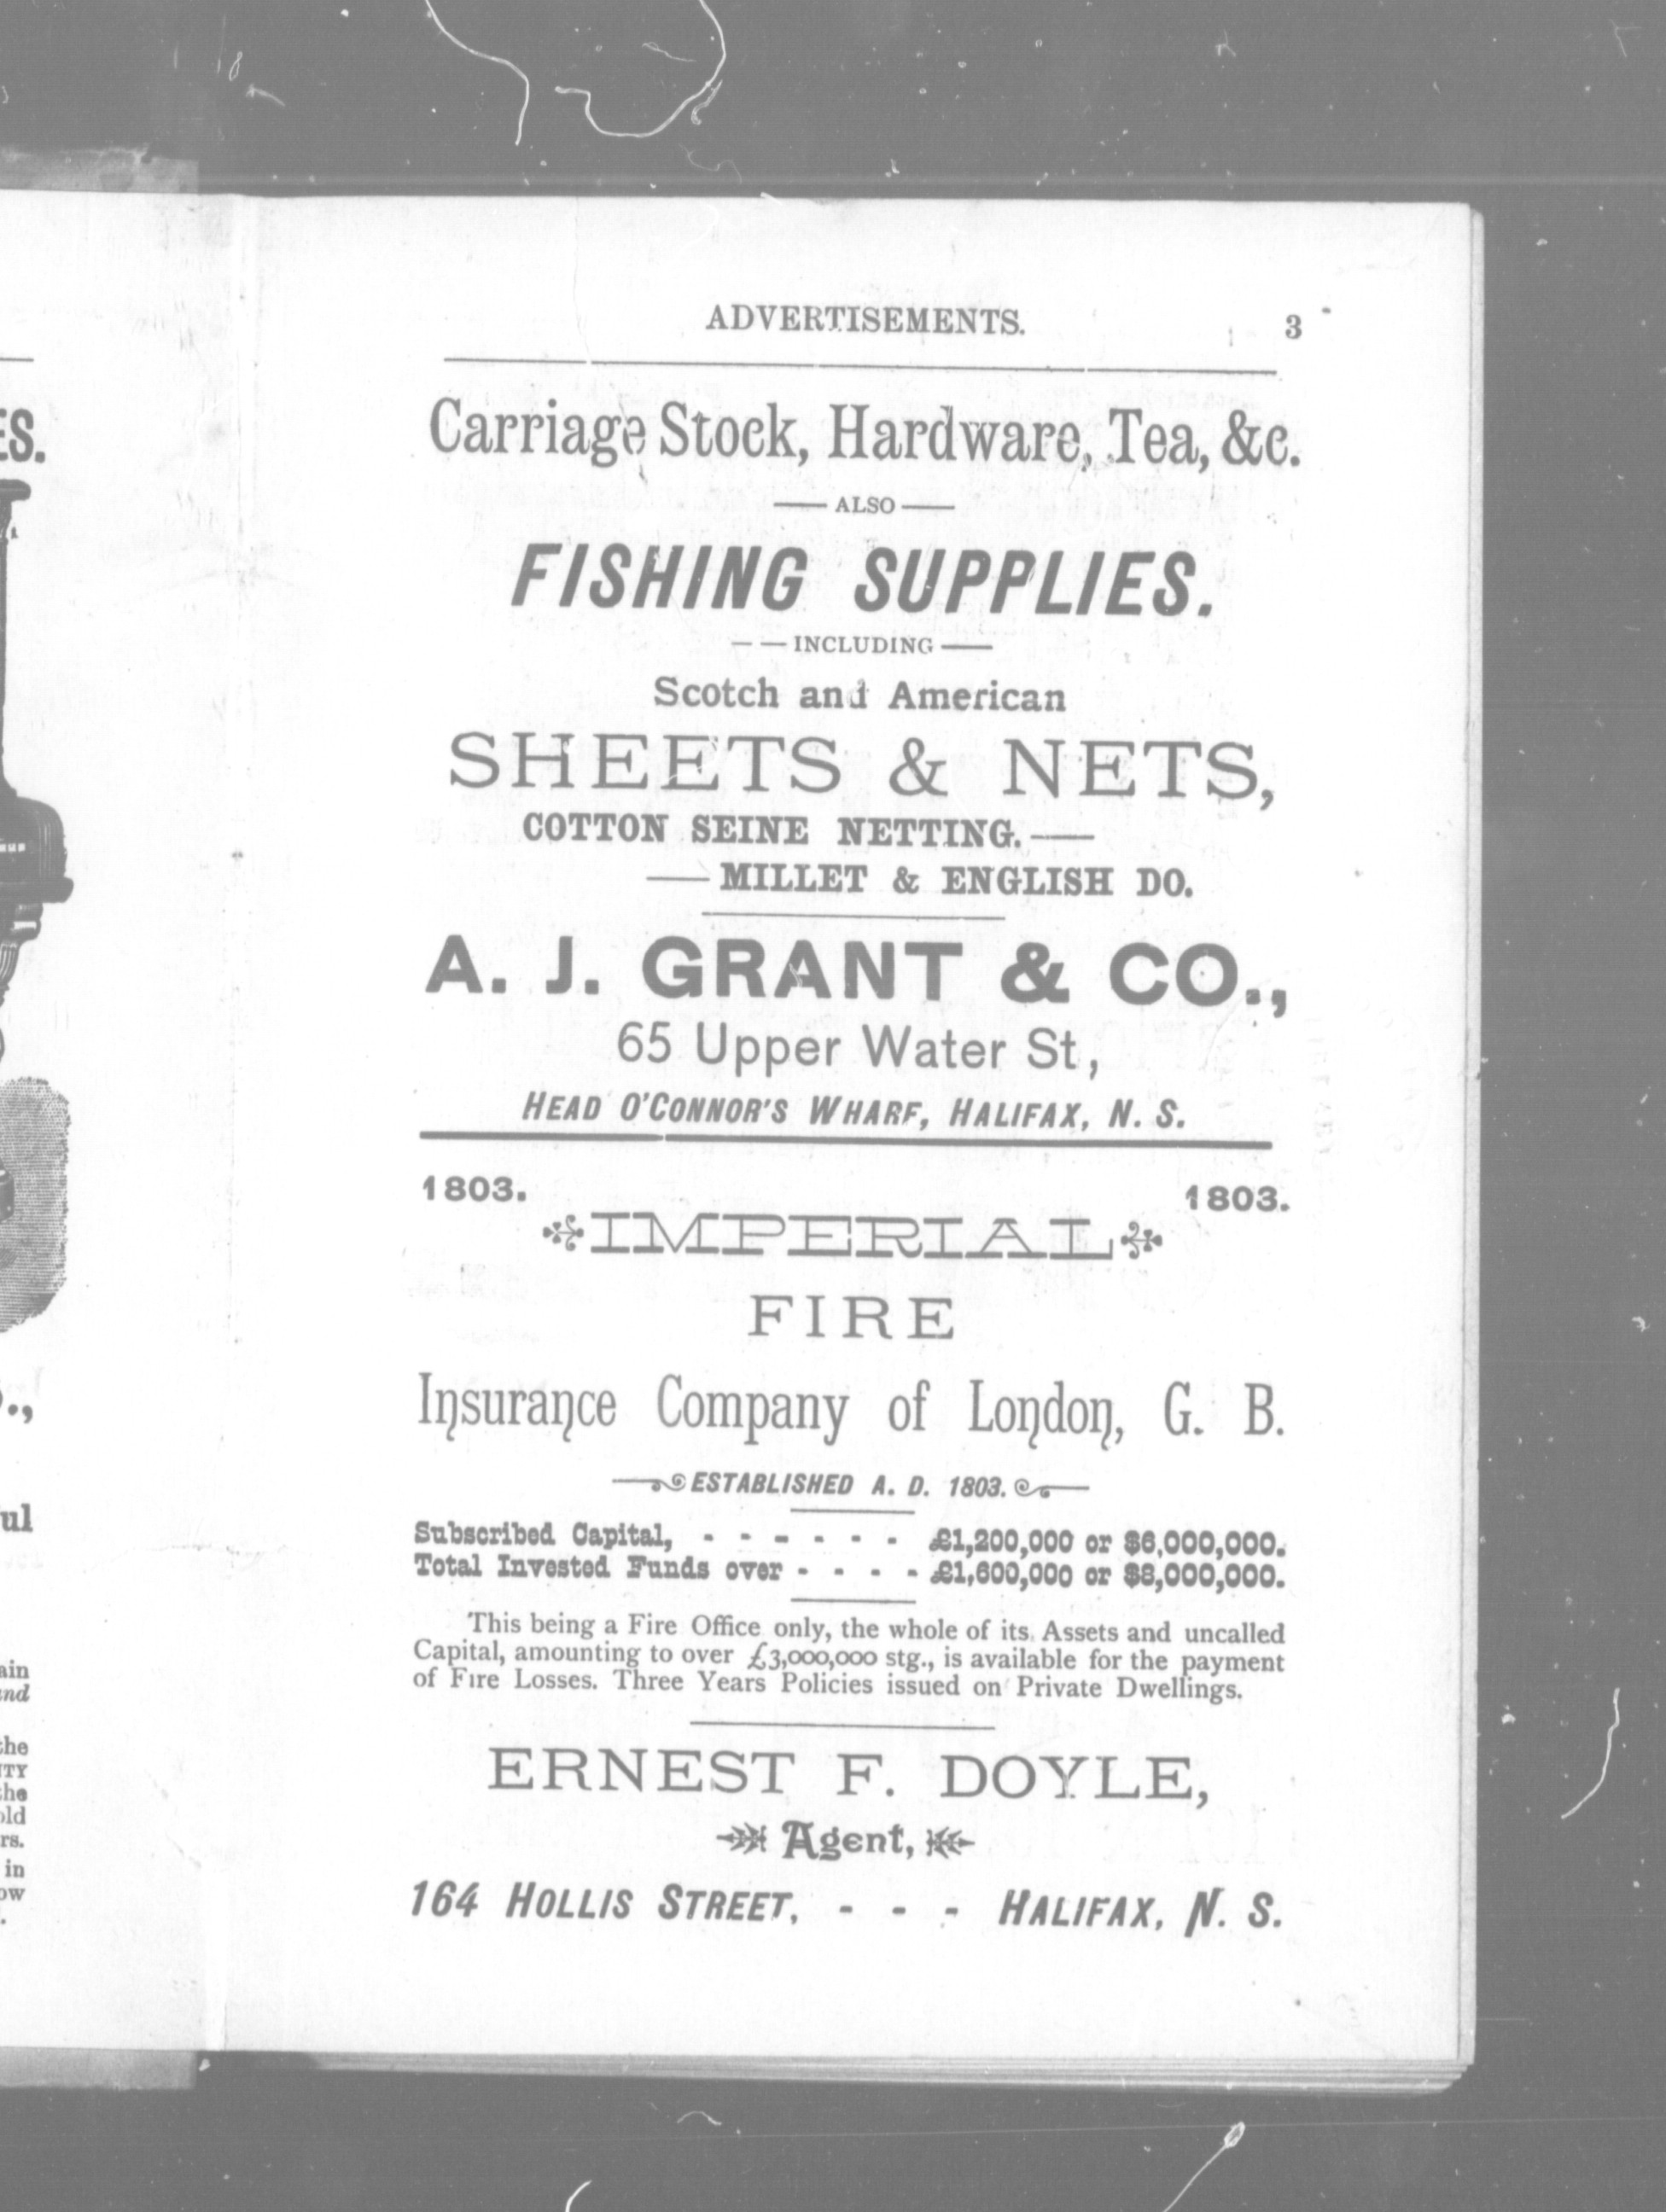 ADVERTISEMENTS. 3
Carriage Stock, Hardware, Tea, &c.
— ALSO —
FISHING SUPPLIES.
— — INCLUDING —
Scotch and American
SHEETS & NETS,
COTTON SEINE NETTING. —
— MILLET & ENGLISH DO.
A. J. GRANT & CO.,
65 Upper Water St,
HEAD O'CONNOR'S WHARF, HALIFAX, N. S.
1803. 1803.
IMPERIAL
FIRE
Insurance Company of London, G. B.
ESTABLISHED A. D. 1803.
Subscribed Capital, - - - - - - £1,200,000 or $6,000,000.
Total Invested Funds over - - - - £1,600,000 or $8,000,000.
This being a Fire Office only, the whole of its Assets and uncalled
Capital, amounting to over £3,000,000 stg., is available for the payment
of Fire Losses. Three Years Policies issued on Private Dwellings.
ERNEST F. DOYLE,
Agent,
164 HOLLIS STREET, - - - HALIFAX, N. S.